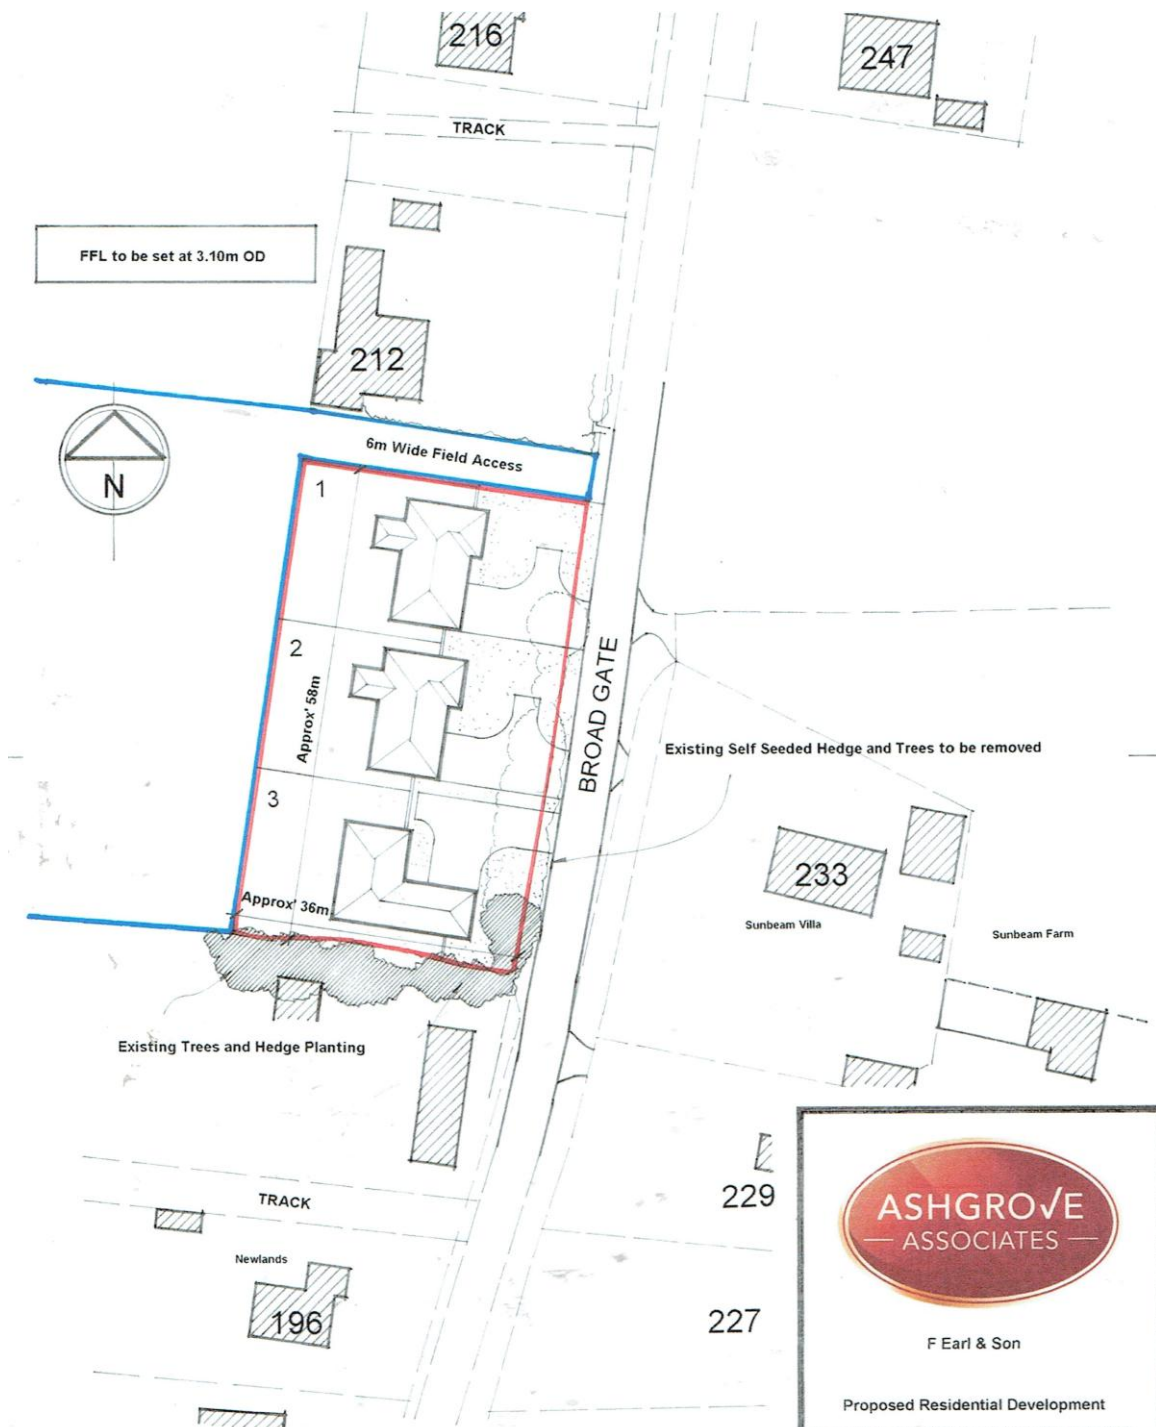 216
247
TRACK
FFL to be set at 3.10m OD
212
6m Wide Field Access
N
1
2
Approx' 58m
BROAD GATE
Existing Self Seeded Hedge and Trees to be removed
3
233
Approx' 36m
Sunbeam Villa
Sunbeam Farm
Existing Trees and Hedge Planting
229
TRACK
ASHGROVE
ASSOCIATES
Newlands
196
227
F Earl & Son
Proposed Residential Development